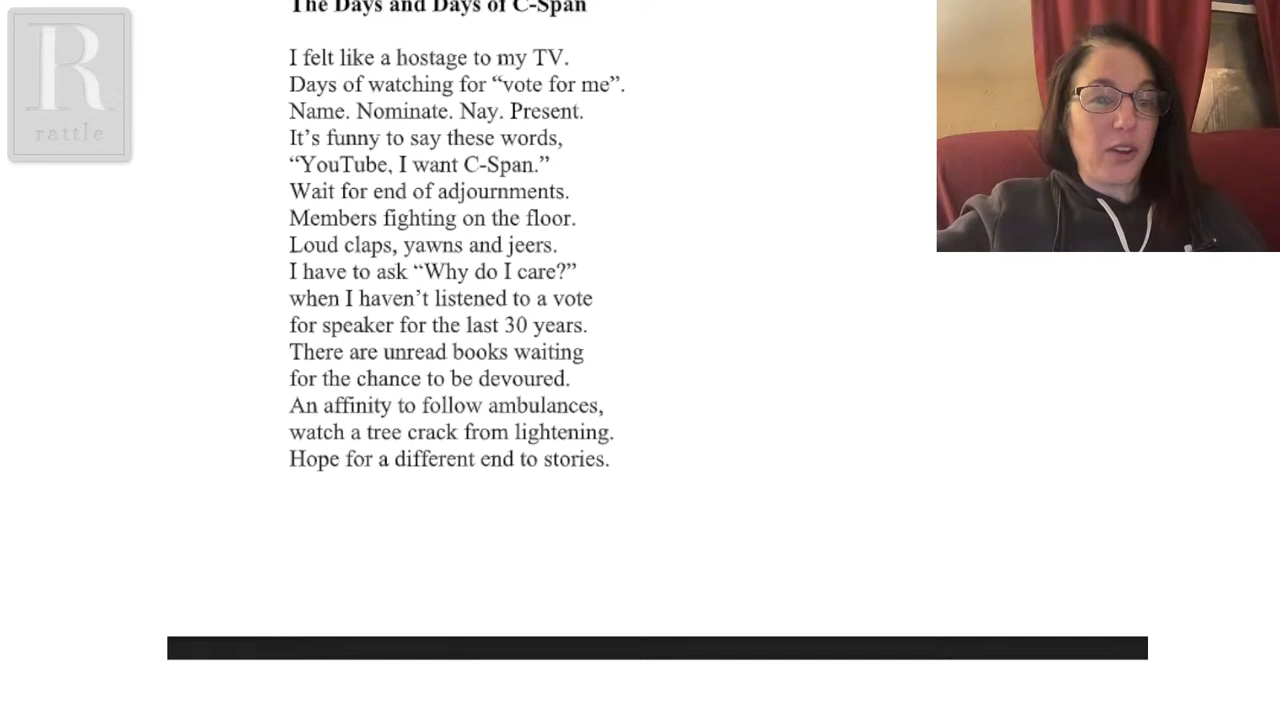 The Days and Days of C-Span
I felt like a hostage to my TV.
Days of watching for “vote for me”.
Name. Nominate. Nay. Present.
It’s funny to say these words,
“YouTube, I want C-Span.”
Wait for end of adjournments.
Members fighting on the floor.
Loud claps, yawns and jeers.
I have to ask “Why do I care?”
when I haven’t listened to a vote
for speaker for the last 30 years.
There are unread books waiting
for the chance to be devoured.
An affinity to follow ambulances,
watch a tree crack from lightening.
Hope for a different end to stories.
R
rattle